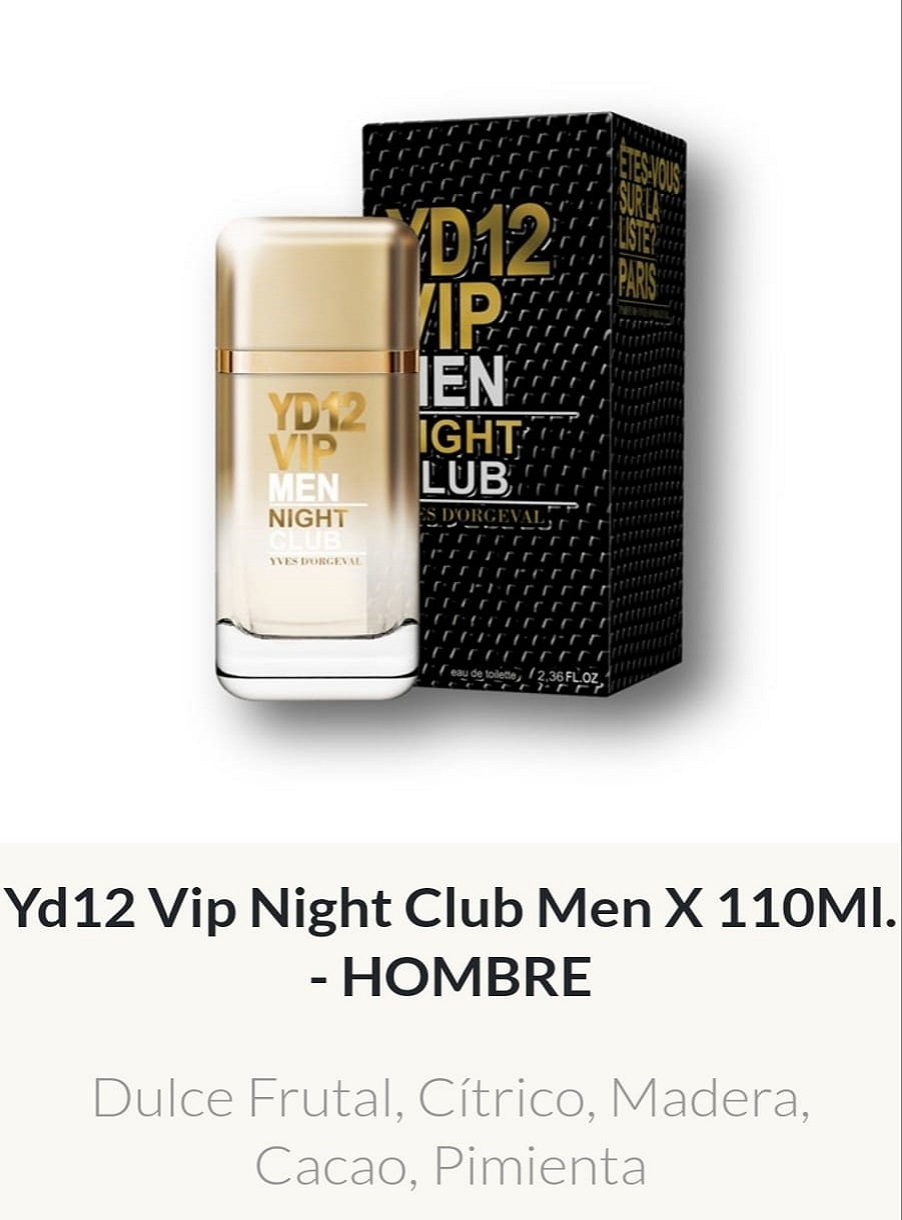 YD12
VIP
MEN
NIGHT
CLUB
YVES D'ORGEVAL
YD12
VIP
MEN
NIGHT
CLUB
YVES D'ORGEVAL
eau de toilette / 2,36 FL.OZ.
ÊTES-VOUS
SUR LA
LISTE?
PARIS
Yd12 Vip Night Club Men X 110Ml.
- HOMBRE
Dulce Frutal, Cítrico, Madera,
Cacao, Pimienta